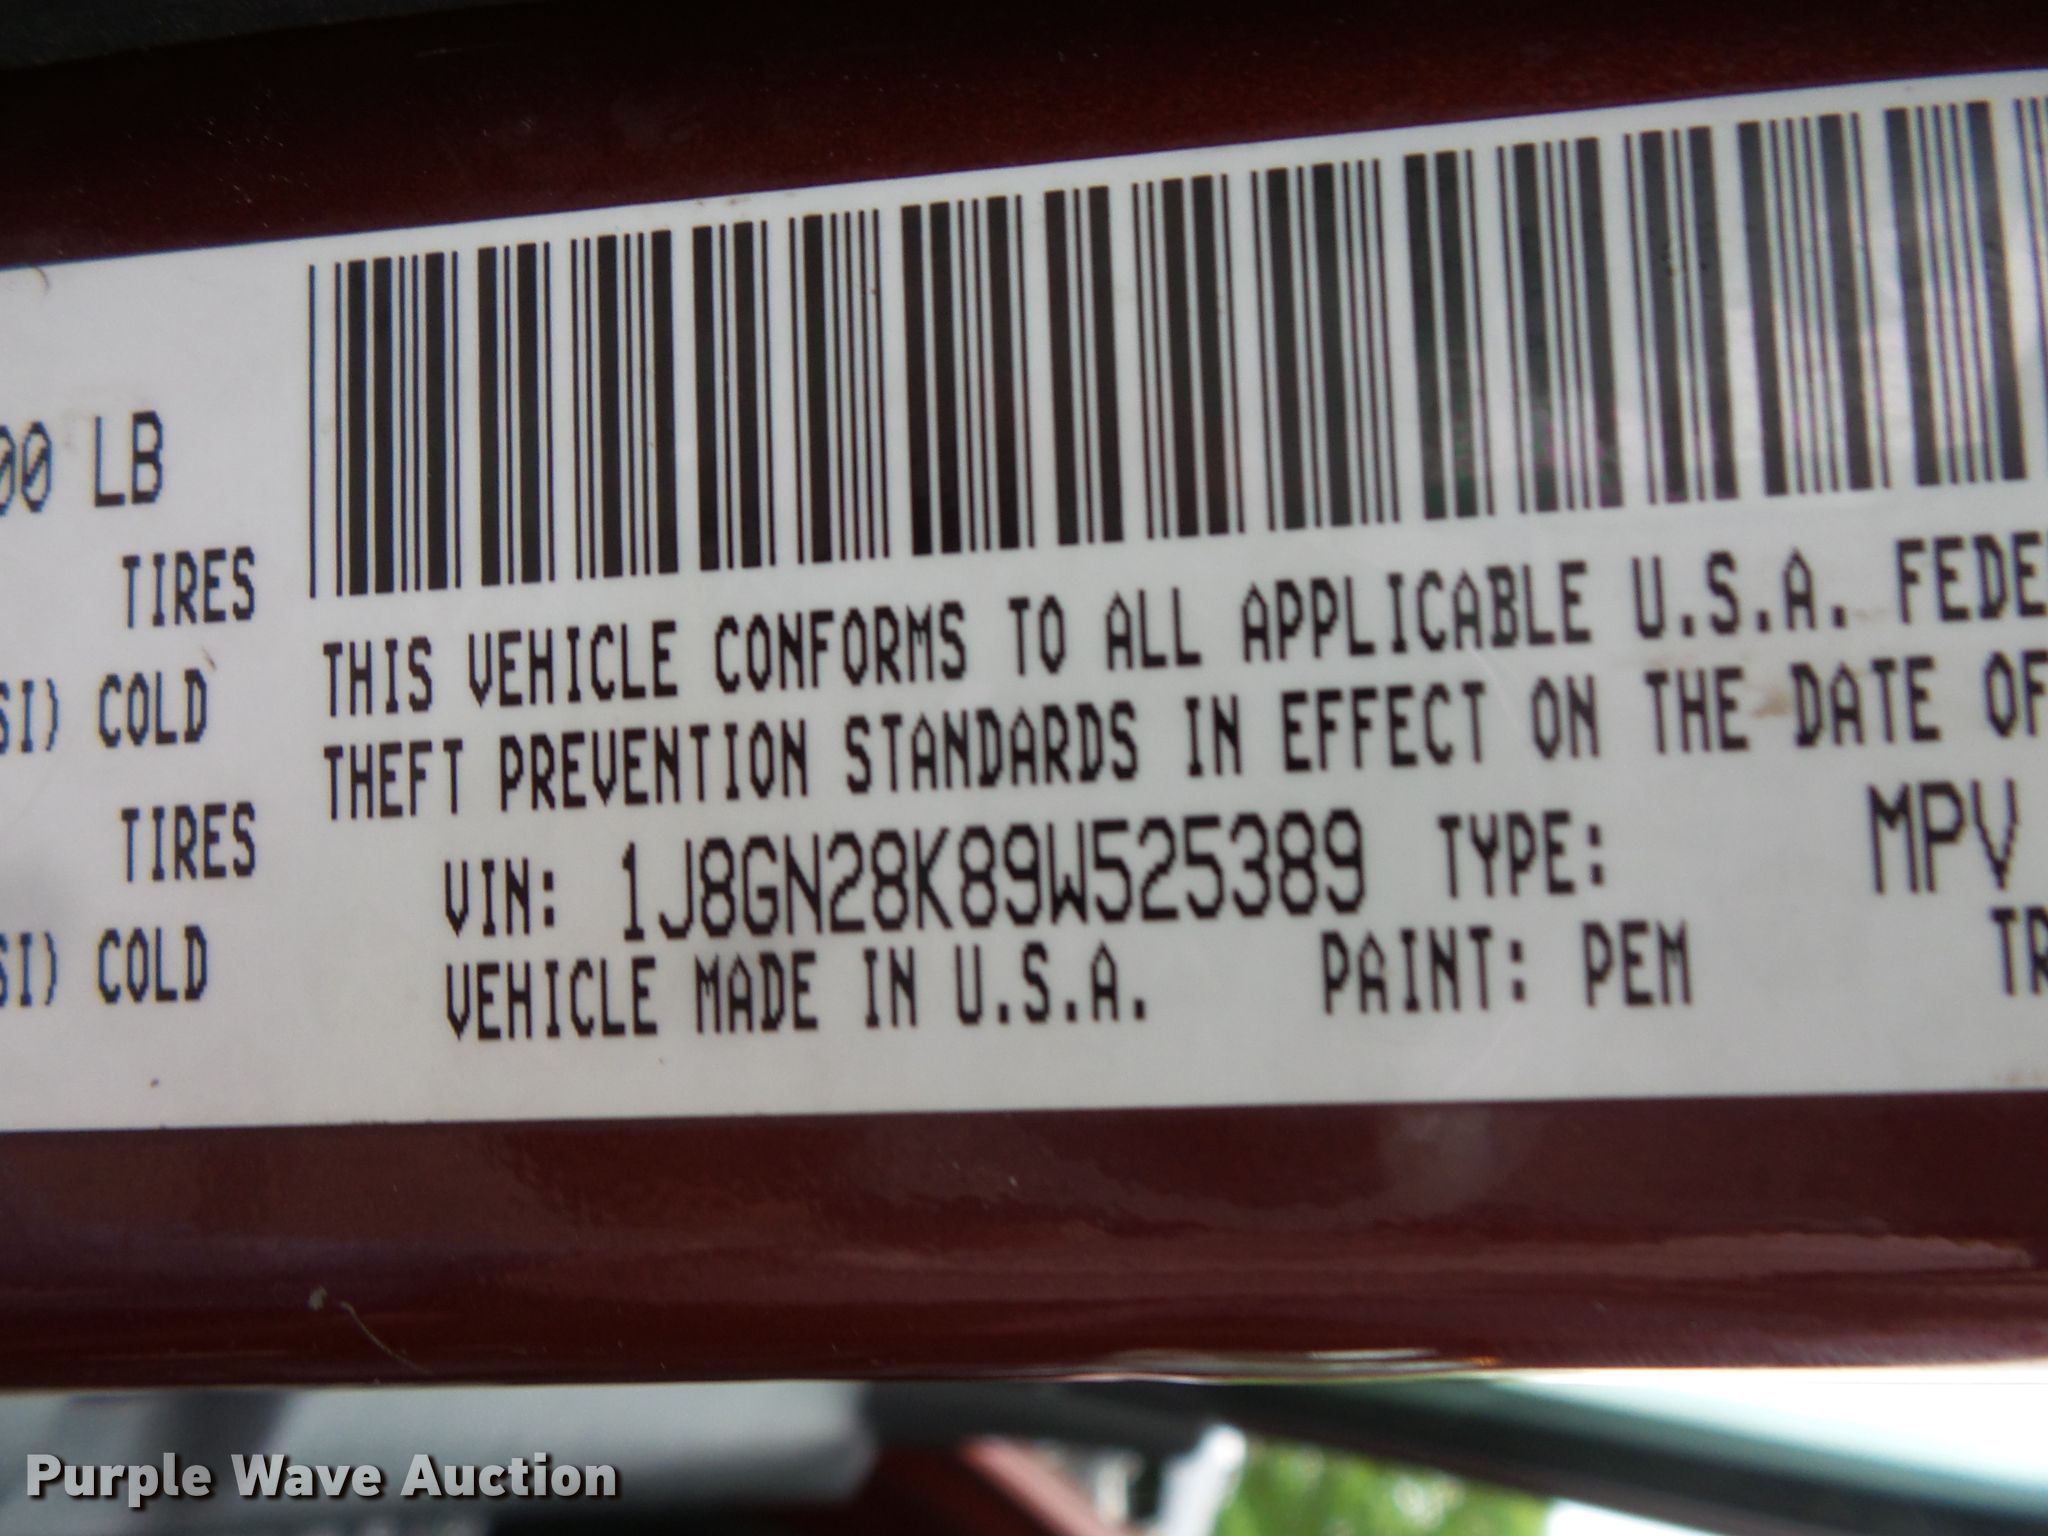 00 LB
TIRES
SI) COLD
TIRES
SI) COLD
THIS VEHICLE CONFORMS TO ALL APPLICABLE U.S.A. FEDE
THEFT PREVENTION STANDARDS IN EFFECT ON THE DATE OF
VIN: 1J8GN28K89W525389 TYPE: MPV
VEHICLE MADE IN U.S.A. PAINT: PEM TR
Purple Wave Auction